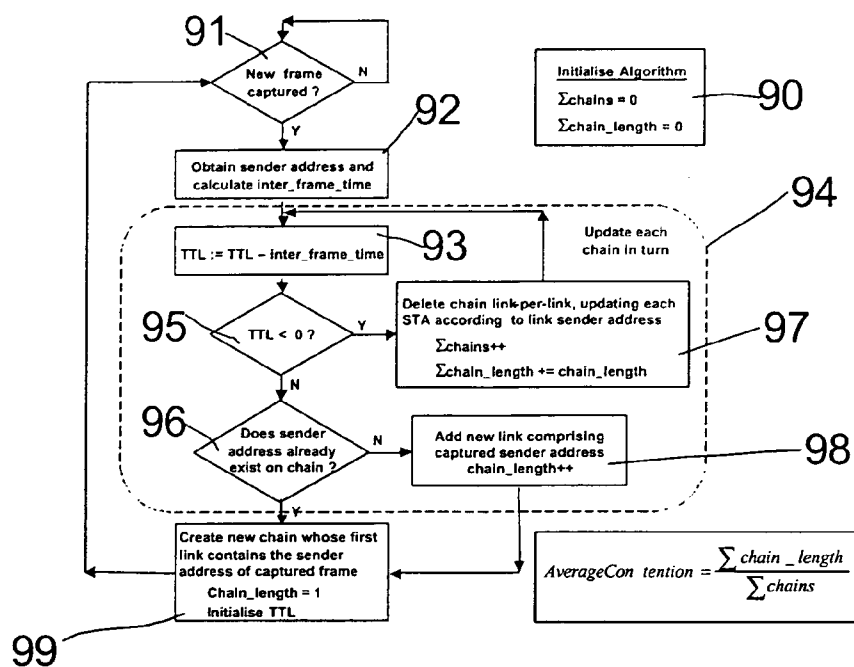 91
New frame
captured ?
N
Y
Initialise Algorithm
Σchains = 0
Σchain_length = 0
90
92
Obtain sender address and
calculate inter_frame_time
94
Update each
chain in turn
93
TTL := TTL – inter_frame_time
95
TTL < 0 ?
Y
N
Delete chain link-per-link, updating each
STA according to link sender address
Σchains++
Σchain_length += chain_length
97
96
Does sender
address already
exist on chain ?
N
Y
Add new link comprising
captured sender address
chain_length++
98
Create new chain whose first
link contains the sender
address of captured frame
Chain_length = 1
Initialise TTL
99
AverageCon tention = ∑ chain _ length / ∑ chains